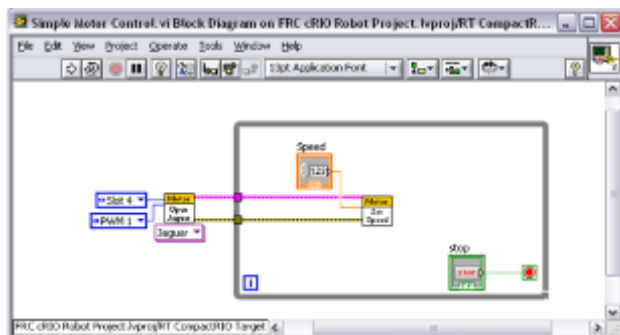 Simple Motor Control.vi Block Diagram on FRC cRIO Robot Project.lvproj/RT CompactR...
File Edit View Project Operate Tools Window Help
13pt Application Font
Speed
1.23
Slot 4
Motor
Open
Jaguar
PWM 1
Jaguar
Motor
Set
Speed
stop
stop
i
FRC cRIO Robot Project.lvproj/RT CompactRIO Target